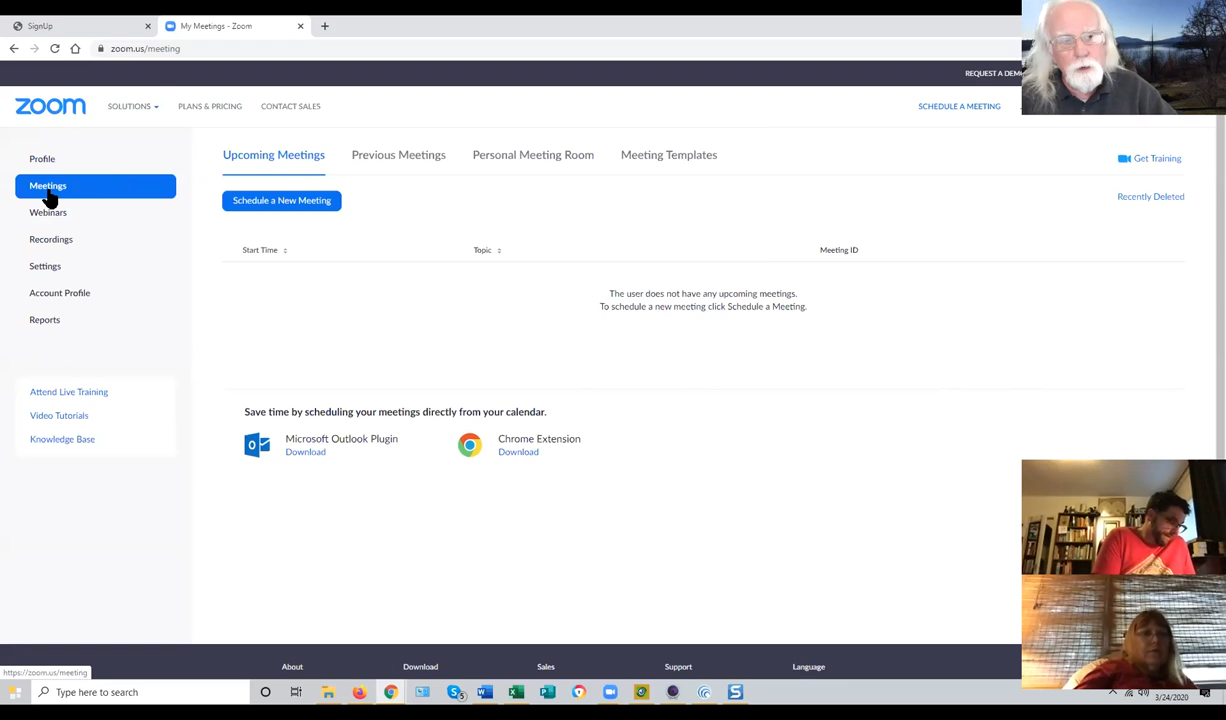 SignUp
My Meetings - Zoom
zoom.us/meeting
REQUEST A DEM
zoom
SOLUTIONS
PLANS & PRICING
CONTACT SALES
SCHEDULE A MEETING
Profile
Meetings
Webinars
Recordings
Settings
Account Profile
Reports
Attend Live Training
Video Tutorials
Knowledge Base
Upcoming Meetings
Previous Meetings
Personal Meeting Room
Meeting Templates
Get Training
Schedule a New Meeting
Recently Deleted
Start Time
Topic
Meeting ID
The user does not have any upcoming meetings.
To schedule a new meeting click Schedule a Meeting.
Save time by scheduling your meetings directly from your calendar.
Microsoft Outlook Plugin
Download
Chrome Extension
Download
About
Download
Sales
Support
Language
https://zoom.us/meeting
Type here to search
3/24/2020